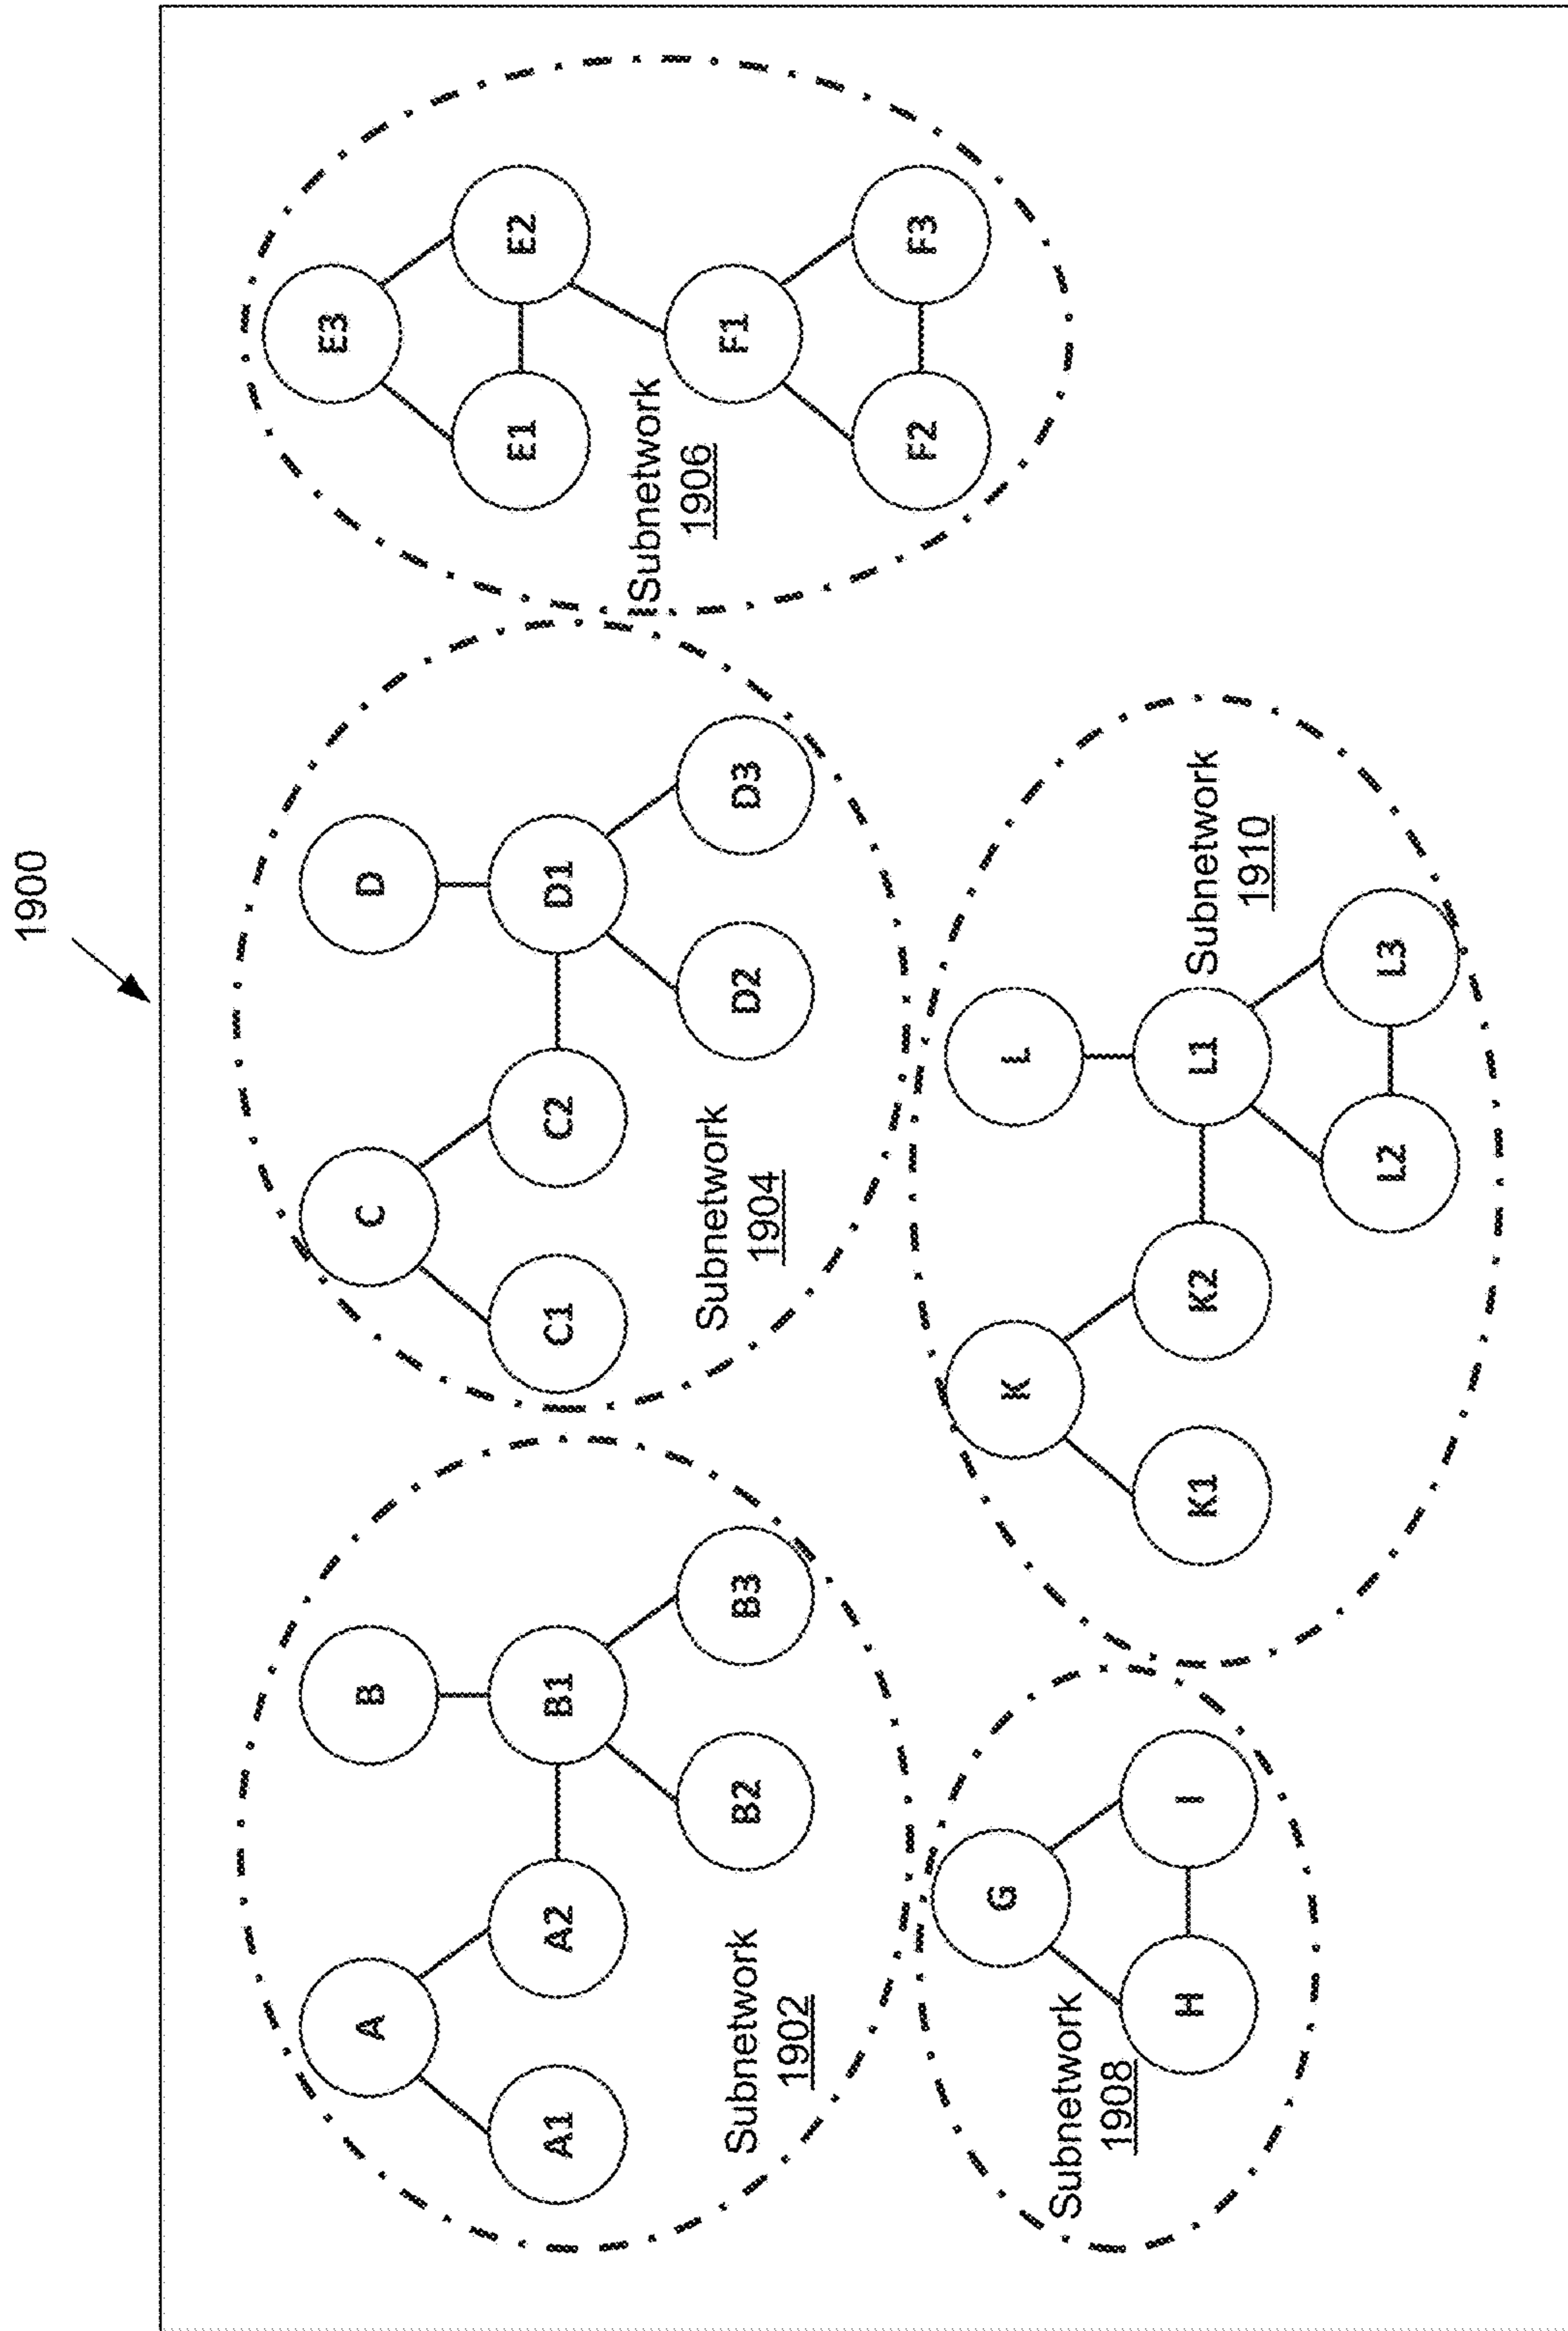 1900
A
A1
A2
B
B1
B2
B3
Subnetwork
1902
C
C1
C2
D
D1
D2
D3
Subnetwork
1904
E3
E1
E2
F1
F2
F3
Subnetwork
1906
G
H
I
Subnetwork
1908
K
K1
K2
L
L1
L2
L3
Subnetwork
1910